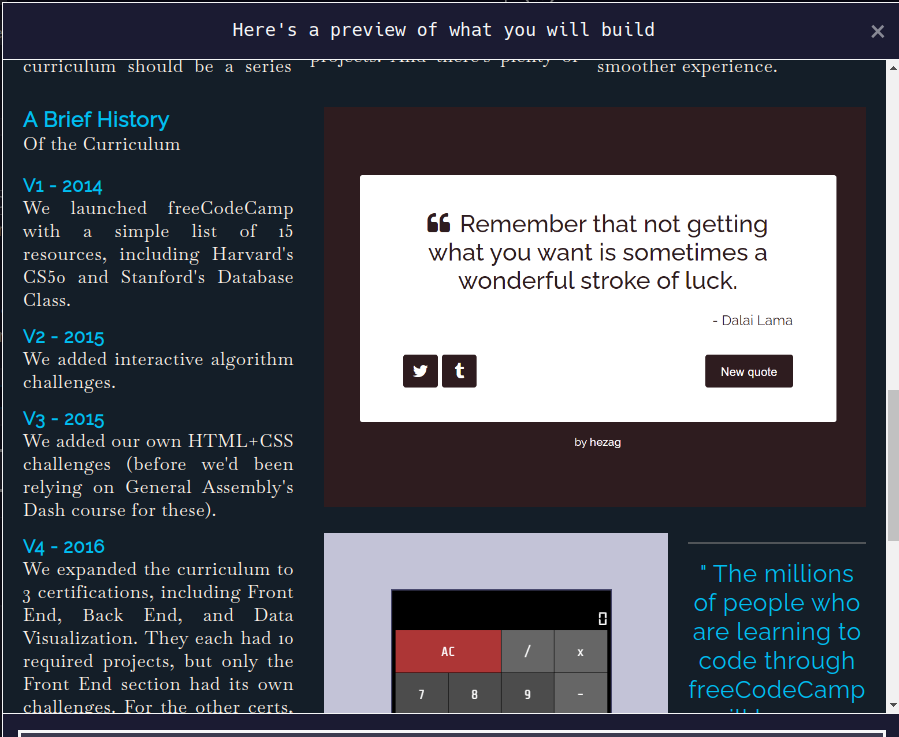 Here's a preview of what you will build
×
curriculum should be a series
projects. And there's plenty of
smoother experience.
A Brief History
Of the Curriculum
V1 - 2014
We launched freeCodeCamp
with a simple list of 15
resources, including Harvard's
CS50 and Stanford's Database
Class.
V2 - 2015
We added interactive algorithm
challenges.
V3 - 2015
We added our own HTML+CSS
challenges (before we'd been
relying on General Assembly's
Dash course for these).
V4 - 2016
We expanded the curriculum to
3 certifications, including Front
End, Back End, and Data
Visualization. They each had 10
required projects, but only the
Front End section had its own
challenges. For the other certs,
❝ Remember that not getting
what you want is sometimes a
wonderful stroke of luck.
- Dalai Lama
t
New quote
by hezag
0
AC / x
7 8 9 -
" The millions
of people who
are learning to
code through
freeCodeCamp